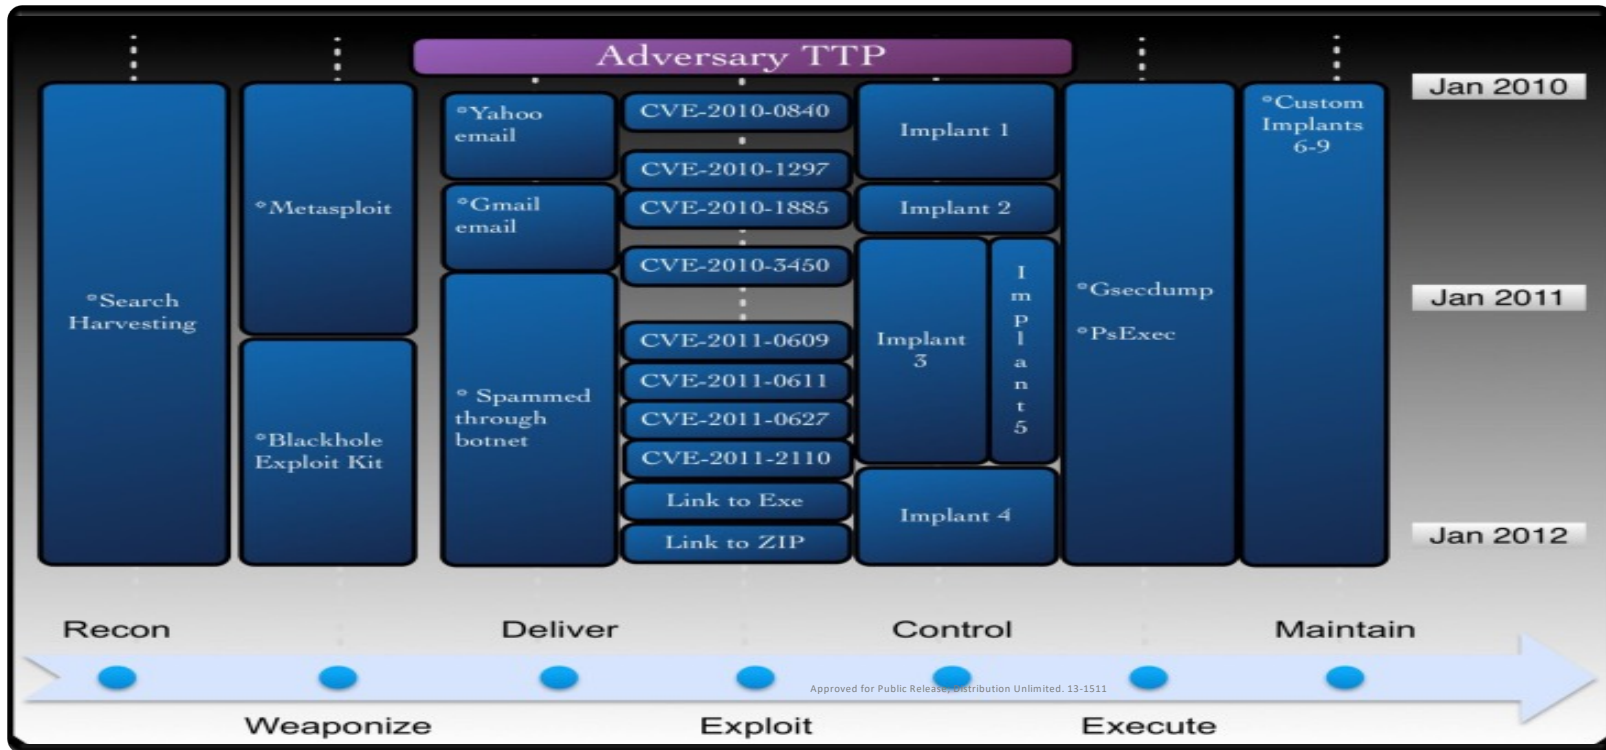 Adversary TTP
Jan 2010
Jan 2011
Jan 2012
°Search
Harvesting
°Metasploit
°Blackhole
Exploit Kit
°Yahoo
email
°Gmail
email
° Spammed
through
botnet
CVE-2010-0840
CVE-2010-1297
CVE-2010-1885
CVE-2010-3450
CVE-2011-0609
CVE-2011-0611
CVE-2011-0627
CVE-2011-2110
Link to Exe
Link to ZIP
Implant 1
Implant 2
Implant
3
Implant5
Implant 4
°Gsecdump
°PsExec
°Custom
Implants
6-9
Recon
Deliver
Control
Maintain
Approved for Public Release; Distribution Unlimited. 13-1511
Weaponize
Exploit
Execute